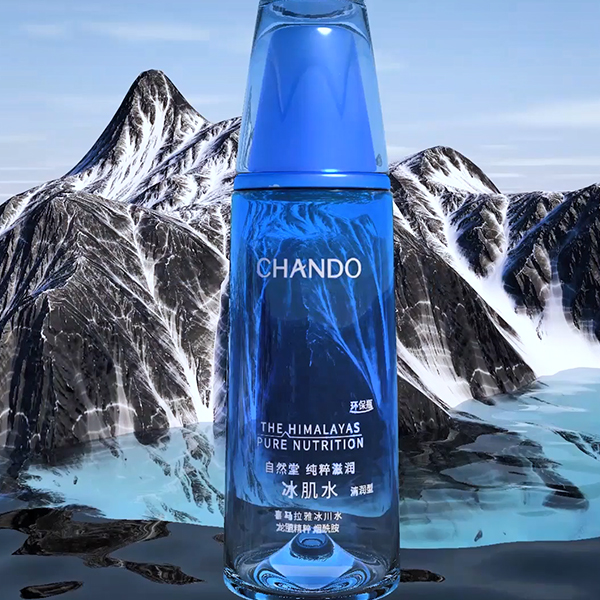 CHANDO
环保瓶
THE HIMALAYAS
PURE NUTRITION
自然堂 纯粹滋润
冰肌水 清润型
喜马拉雅冰川水
龙胆精粹 烟酰胺